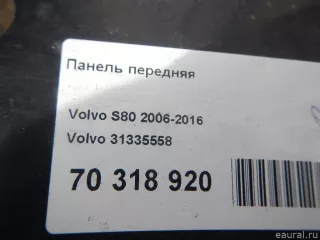 Панель передняя
Volvo S80 2006-2016
Volvo 31335558
70 318 920
eaural.ru